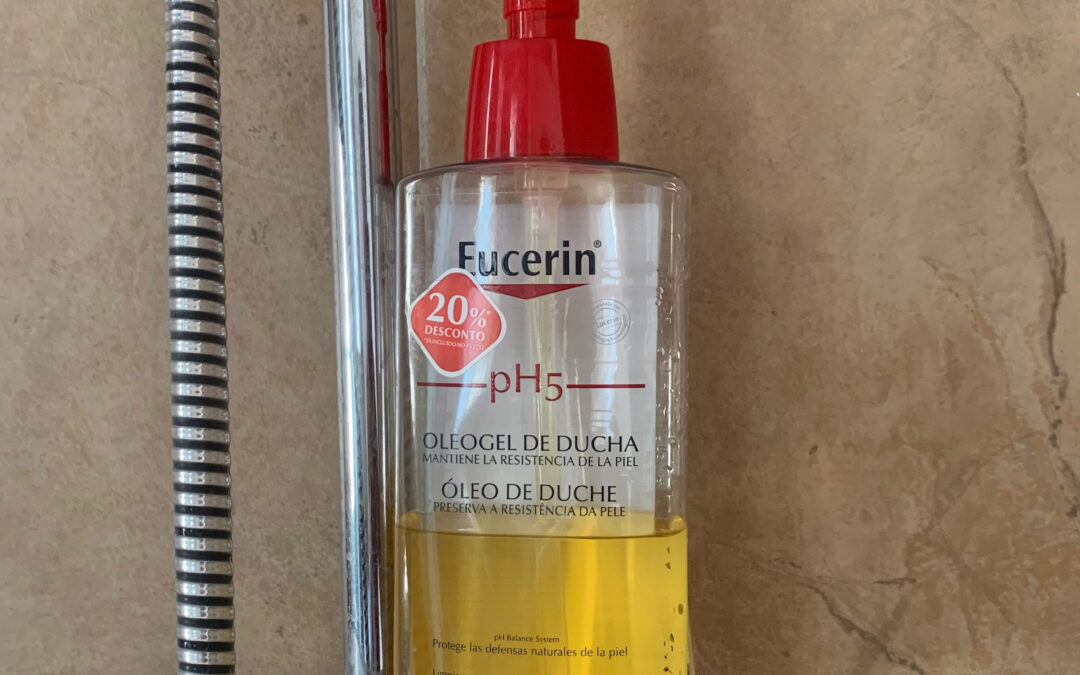 Eucerin®
20%*
DESCONTO
Eucerin
pH5
OLEOGEL DE DUCHA
MANTIENE LA RESISTENCIA DE LA PIEL
ÓLEO DE DUCHE
PRESERVA A RESISTÊNCIA DA PELE
pH Balance System
Protege las defensas naturales de la piel